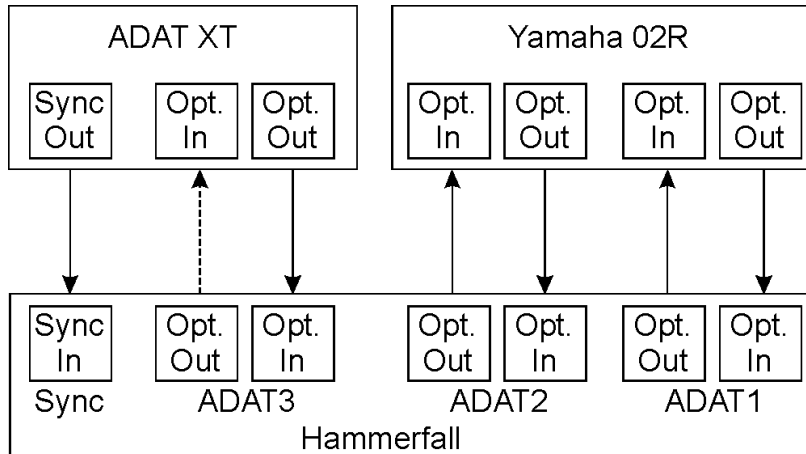 ADAT XT
Yamaha 02R
Sync Out
Opt. In
Opt. Out
Opt. In
Opt. Out
Opt. In
Opt. Out
Sync In
Opt. Out
Opt. In
Opt. Out
Opt. In
Opt. Out
Opt. In
Sync
ADAT3
ADAT2
ADAT1
Hammerfall